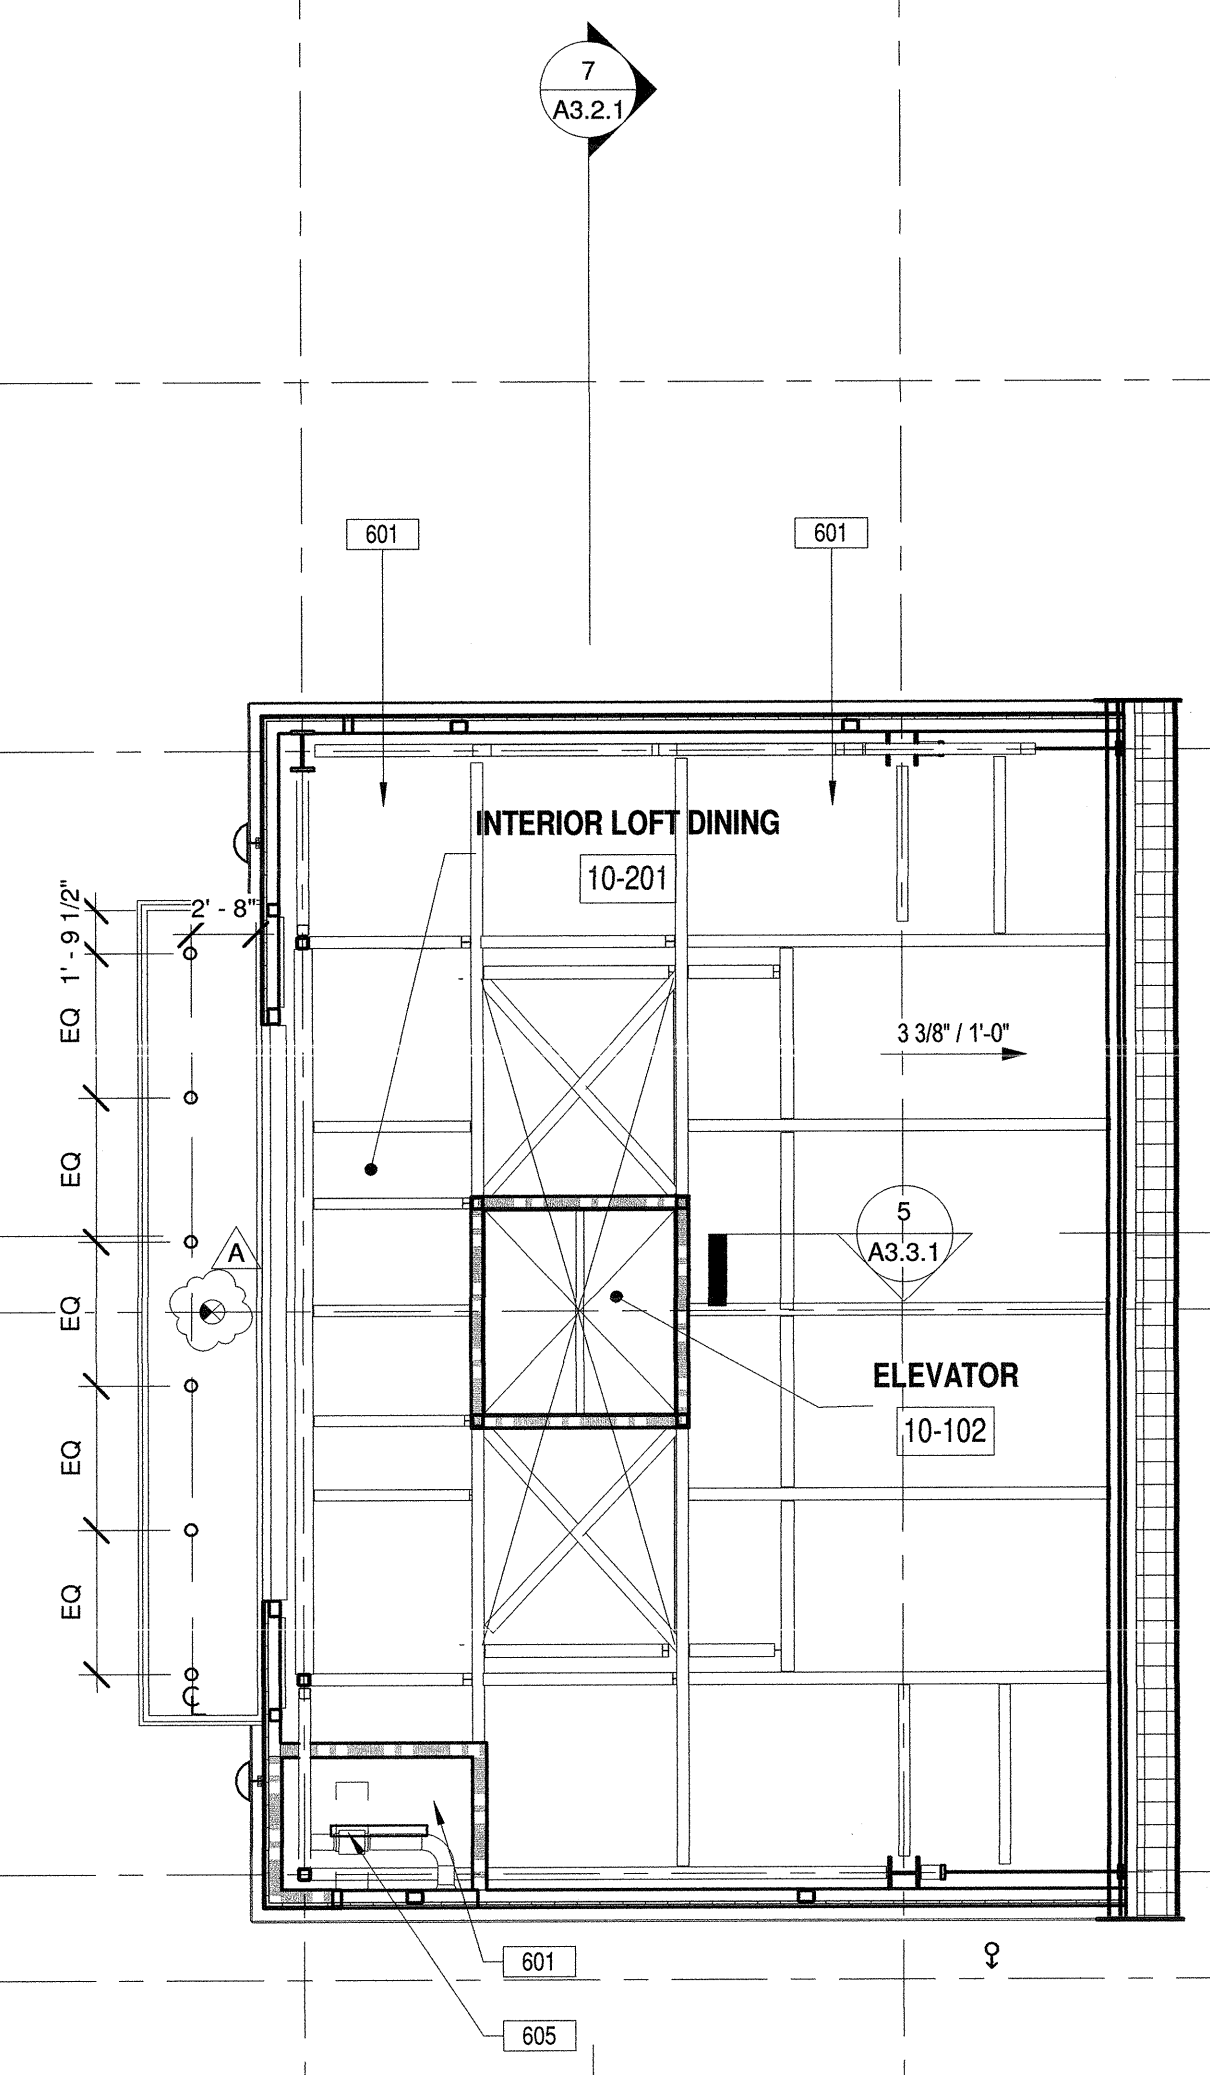 7
A3.2.1
601
601
INTERIOR LOFT DINING
10-201
1' - 9 1/2"
2' - 8"
EQ
3 3/8" / 1'-0"
EQ
5
A3.3.1
A
EQ
ELEVATOR
10-102
EQ
EQ
CL
601
605